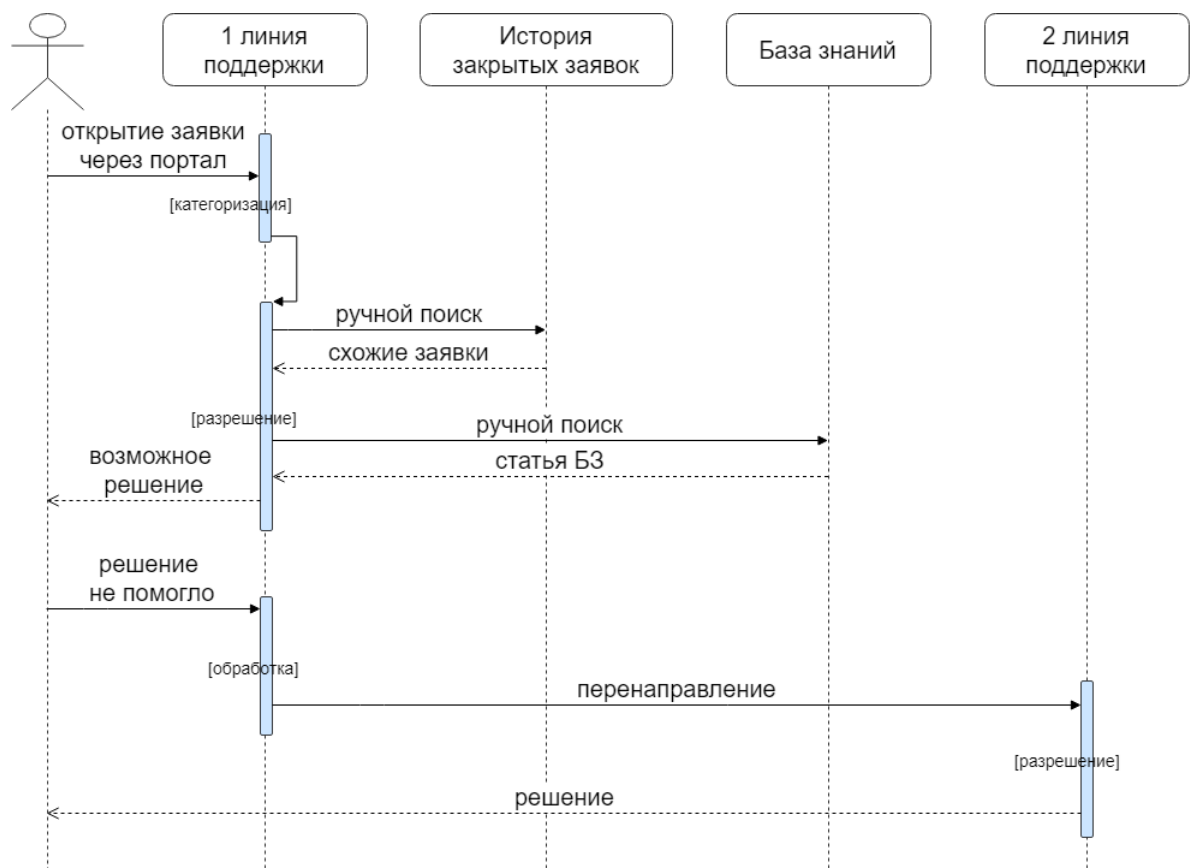 1 линия
поддержки
История
закрытых заявок
База знаний
2 линия
поддержки
открытие заявки
через портал
[категоризация]
ручной поиск
схожие заявки
[разрешение]
ручной поиск
статья БЗ
возможное
решение
решение
не помогло
[обработка]
перенаправление
[разрешение]
решение